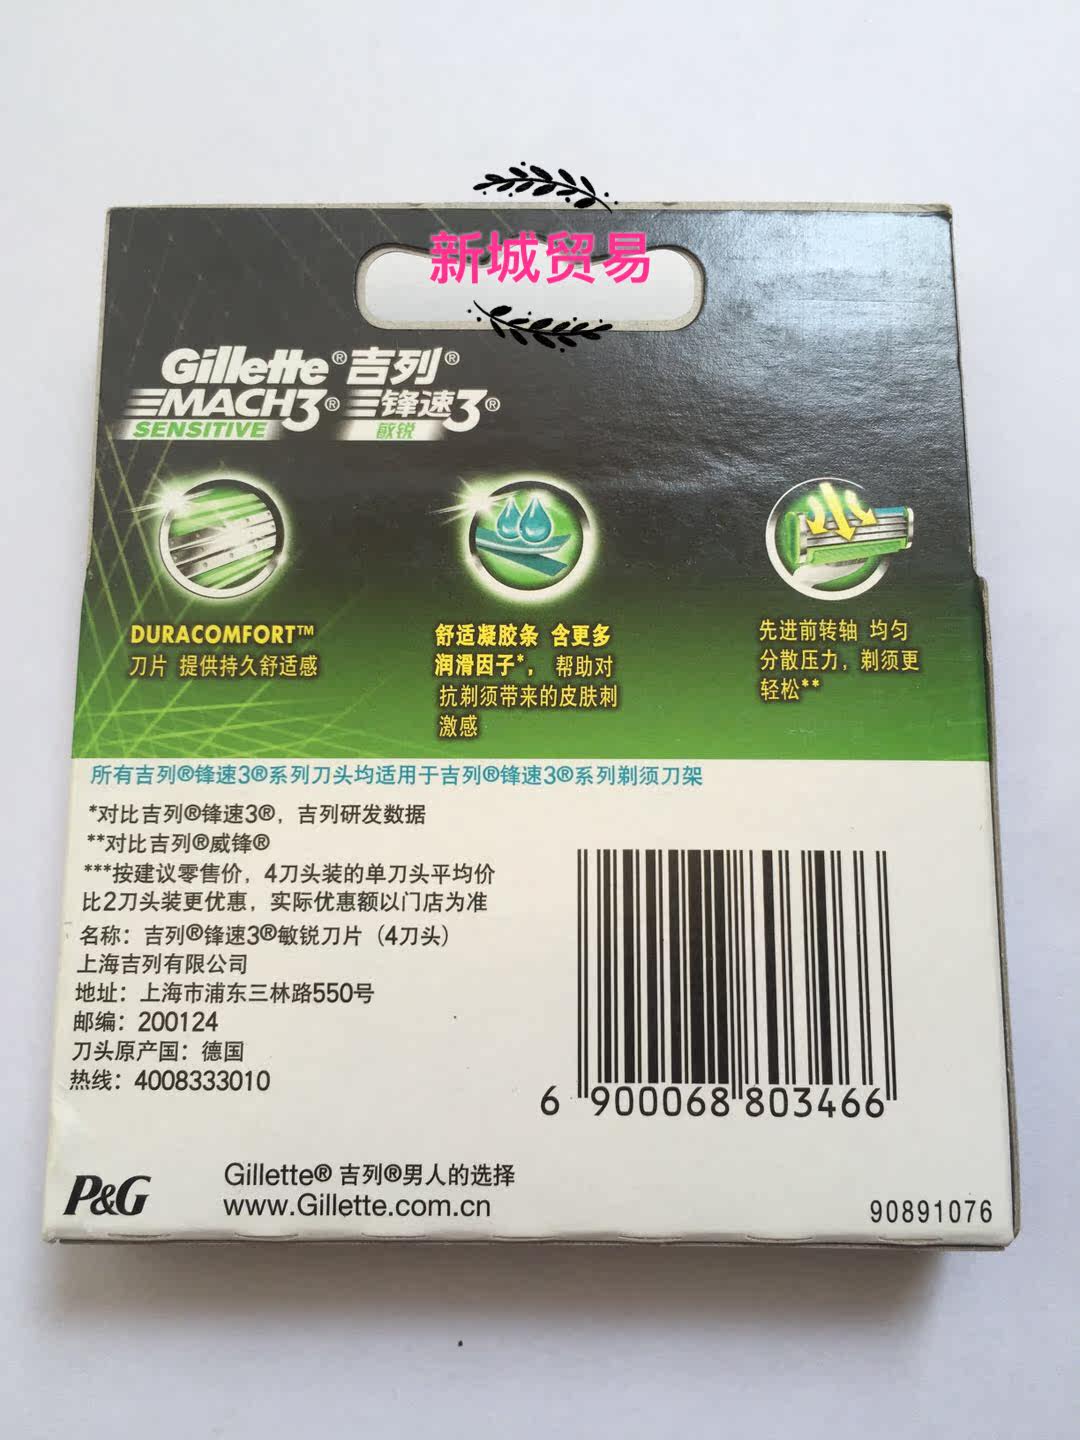 新城贸易
Gillette® 吉列®
MACH3® 锋速3®
SENSITIVE 敏锐
DURACOMFORT™
刀片 提供持久舒适感
舒适凝胶条 含更多
润滑因子*，帮助对
抗剃须带来的皮肤刺
激感
先进前转轴 均匀
分散压力，剃须更
轻松**
所有吉列®锋速3®系列刀头均适用于吉列®锋速3®系列剃须刀架
*对比吉列®锋速3®，吉列研发数据
**对比吉列®威锋®
***按建议零售价，4刀头装的单刀头平均价
比2刀头装更优惠，实际优惠额以门店为准
名称：吉列®锋速3®敏锐刀片（4刀头）
上海吉列有限公司
地址：上海市浦东三林路550号
邮编：200124
刀头原产国：德国
热线：4008333010
6 900068 803466
P&G
Gillette® 吉列®男人的选择
www.Gillette.com.cn
90891076